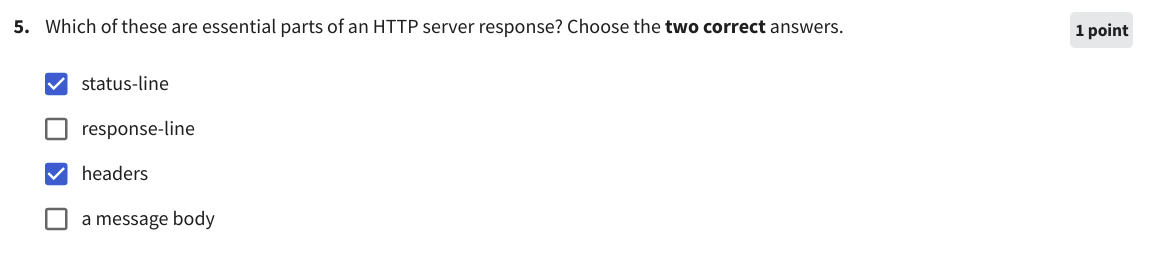 5. Which of these are essential parts of an HTTP server response? Choose the two correct answers.
1 point
status-line
response-line
headers
a message body